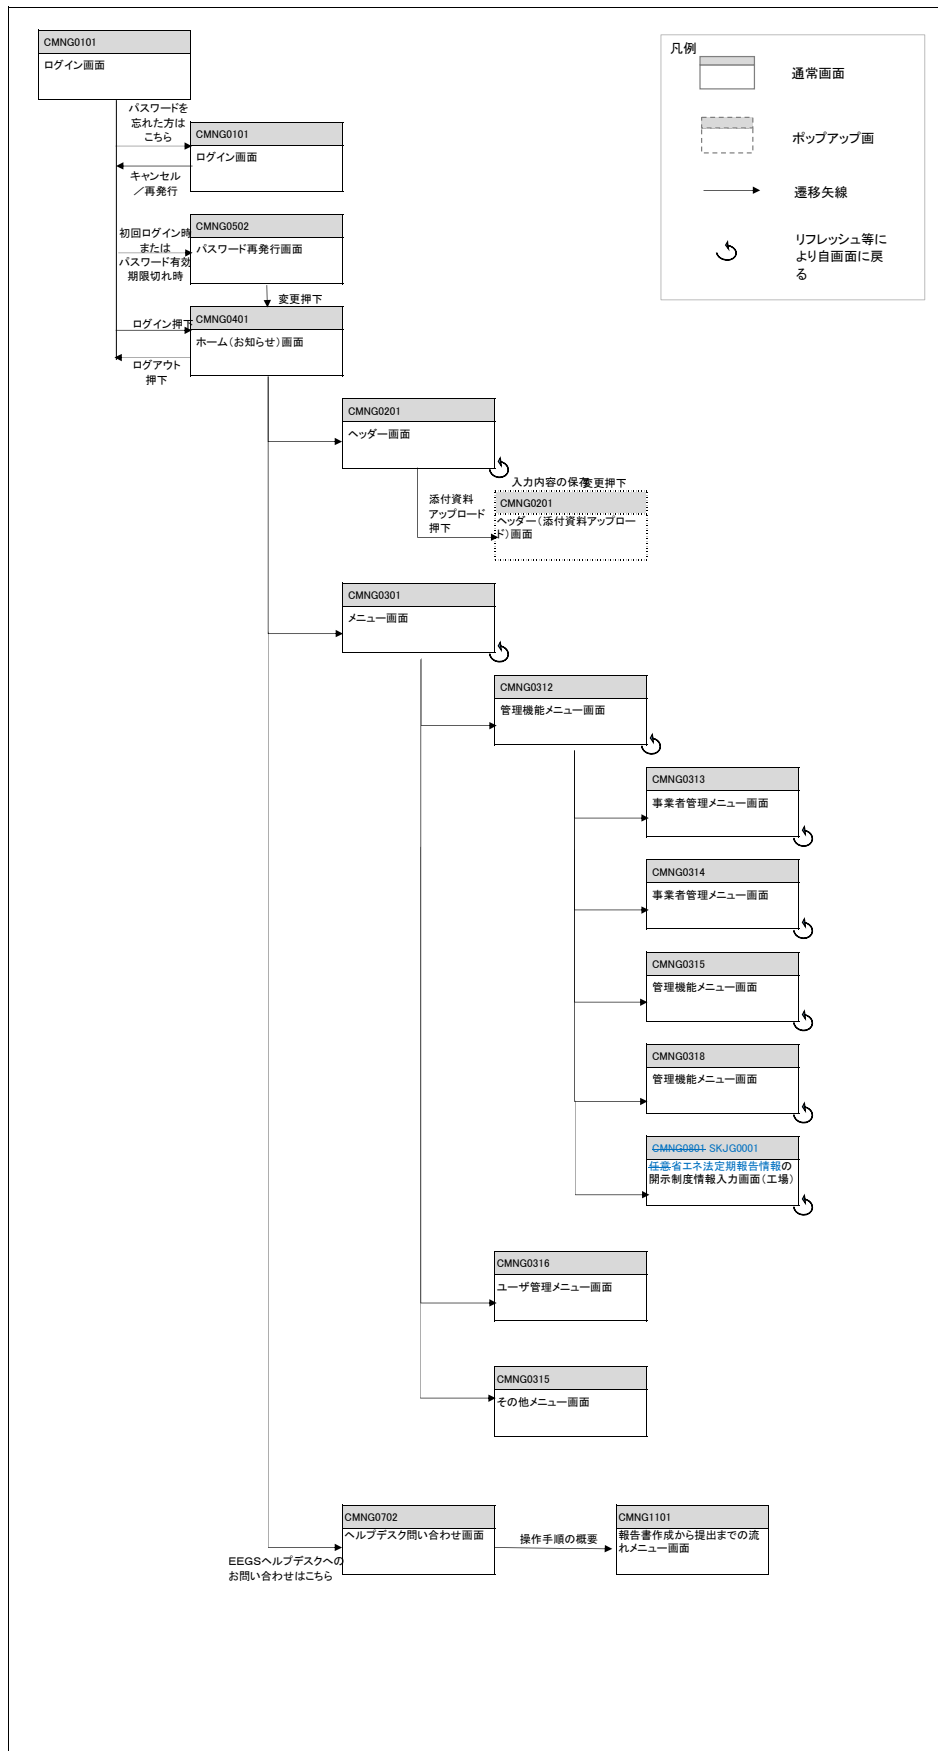 CMNG0101
ログイン画面
凡例
通常画面
ポップアップ画
遷移矢線
リフレッシュ等に
より自画面に戻
る
パスワードを
忘れた方は
こちら
CMNG0101
ログイン画面
キャンセル
／再発行
CMNG0502
パスワード再発行画面
初回ログイン時
または
パスワード有効
期限切れ時
変更押下
CMNG0401
ホーム（お知らせ）画面
ログイン押下
ログアウト
押下
CMNG0201
ヘッダー画面
添付資料
アップロード
押下
入力内容の保存
変更押下
CMNG0201
ヘッダー（添付資料アップロー
ド）画面
CMNG0301
メニュー画面
CMNG0312
管理機能メニュー画面
CMNG0313
事業者管理メニュー画面
CMNG0314
事業者管理メニュー画面
CMNG0315
管理機能メニュー画面
CMNG0318
管理機能メニュー画面
CMNG0801 SKJG0001
任意省エネ法定期報告情報の
開示制度情報入力画面（工場）
CMNG0316
ユーザ管理メニュー画面
CMNG0315
その他メニュー画面
CMNG0702
ヘルプデスク問い合わせ画面
EEGSヘルプデスクへの
お問い合わせはこちら
操作手順の概要
CMNG1101
報告書作成から提出までの流
れメニュー画面